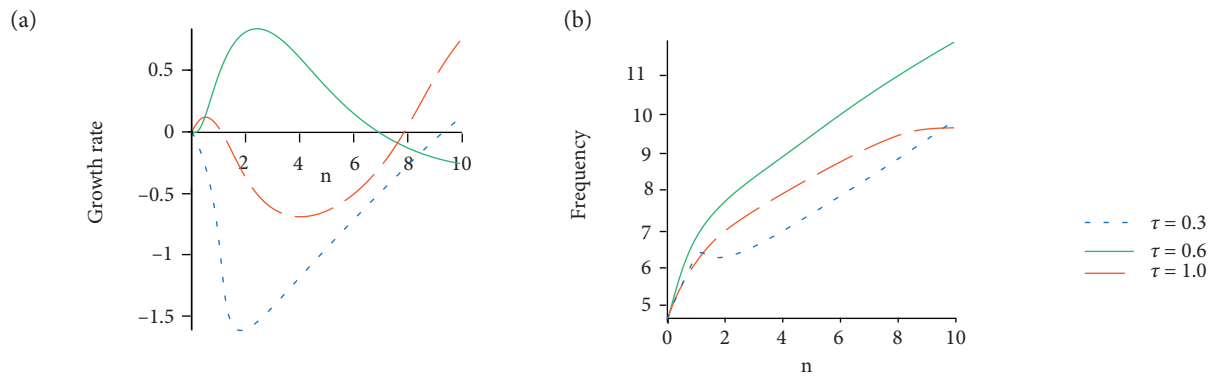 (a)
0.5
0
−0.5
−1
−1.5
Growth rate
2
4
6
8
10
n
(b)
11
10
9
8
7
6
5
Frequency
0
2
4
6
8
10
n
τ = 0.3
τ = 0.6
τ = 1.0